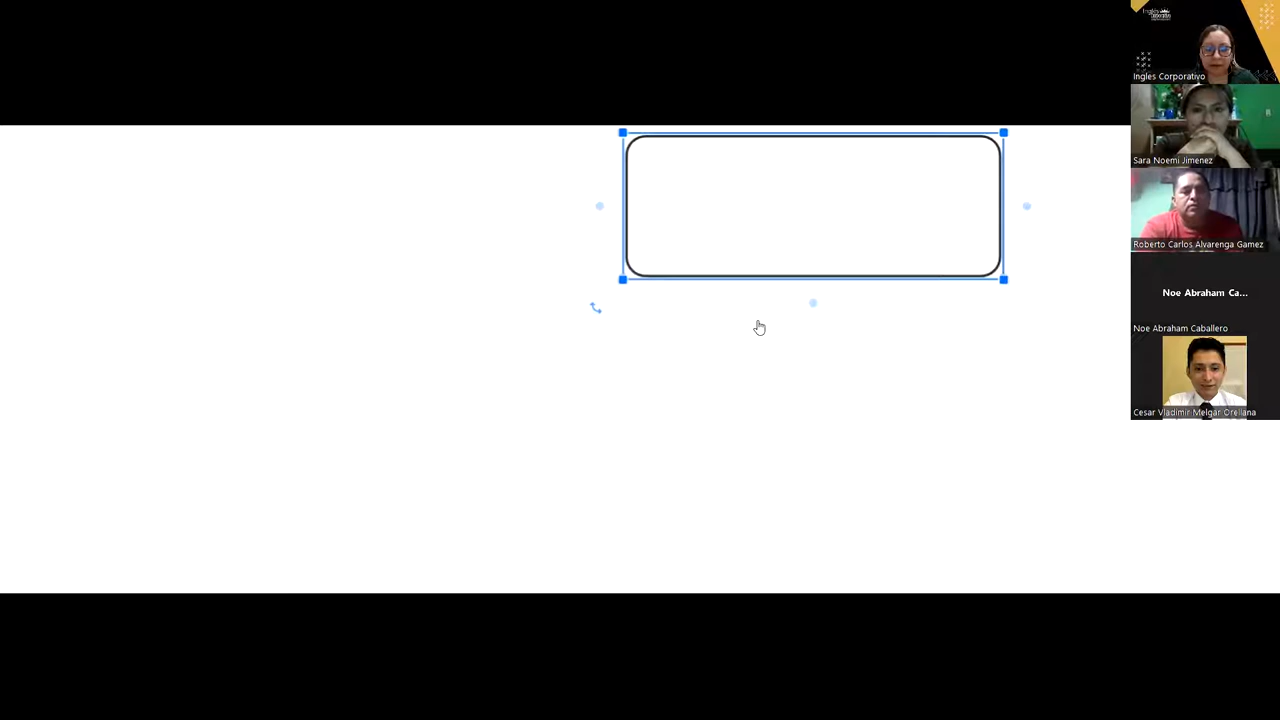 Ingles Corporativo
Sara Noemi Jimenez
Roberto Carlos Alvarenga Gamez
Noe Abraham Ca...
Noe Abraham Caballero
Cesar Vladimir Melgar Orellana